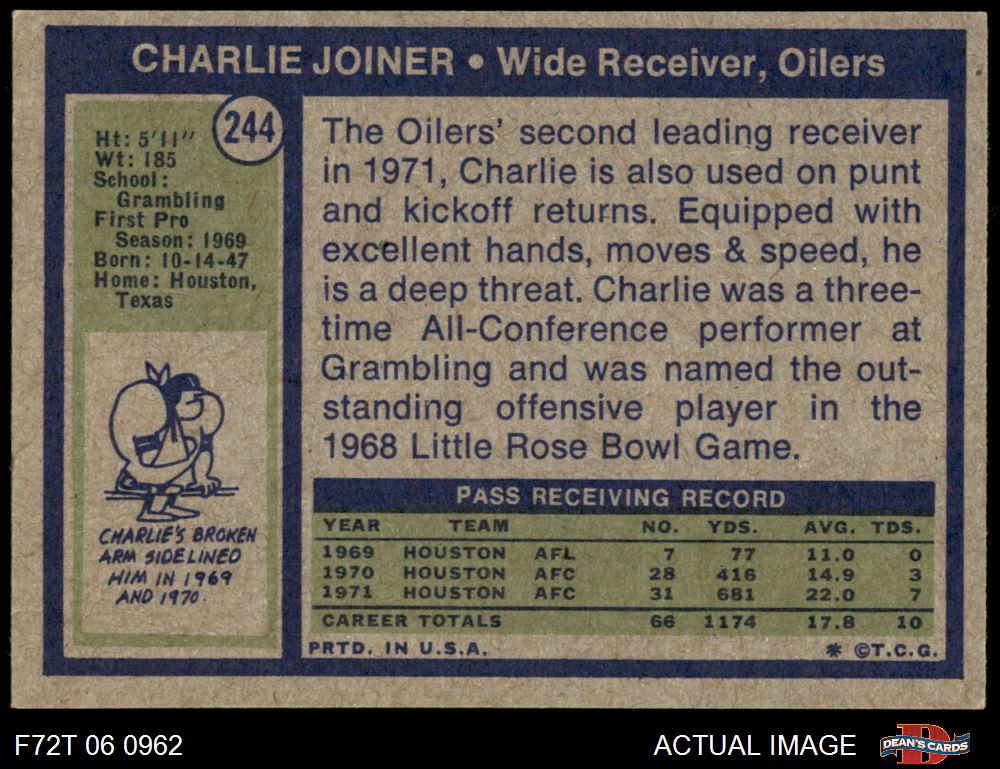 CHARLIE JOINER • Wide Receiver, Oilers
244
Ht: 5'11"
Wt: 185
School:
Grambling
First Pro
Season: 1969
Born: 10-14-47
Home: Houston,
Texas
CHARLIE'S BROKEN
ARM SIDELINED
HIM IN 1969
AND 1970.
The Oilers' second leading receiver
in 1971, Charlie is also used on punt
and kickoff returns. Equipped with
excellent hands, moves & speed, he
is a deep threat. Charlie was a three-
time All-Conference performer at
Grambling and was named the out-
standing offensive player in the
1968 Little Rose Bowl Game.
PASS RECEIVING RECORD
YEAR TEAM NO. YDS. AVG. TDS.
1969 HOUSTON AFL 7 77 11.0 0
1970 HOUSTON AFC 28 416 14.9 3
1971 HOUSTON AFC 31 681 22.0 7
CAREER TOTALS 66 1174 17.8 10
PRTD. IN U.S.A. * ©T.C.G.
F72T 06 0962
ACTUAL IMAGE
D
DEAN'S CARDS